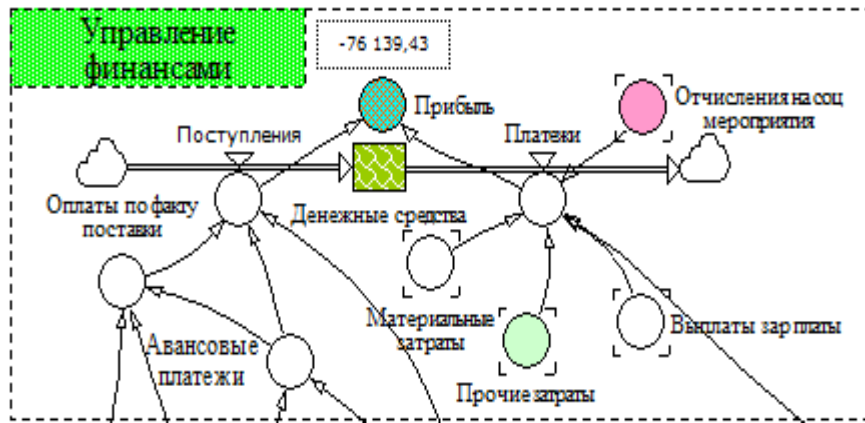 Управление
финансами
-76 139,43
Прибыль
Отчисления на соц
мероприятия
Поступления
Платежи
Оплаты по факту
поставки
Денежные средства
Материальные
затраты
Выплаты зарплаты
Авансовые
платежи
Прочие затраты